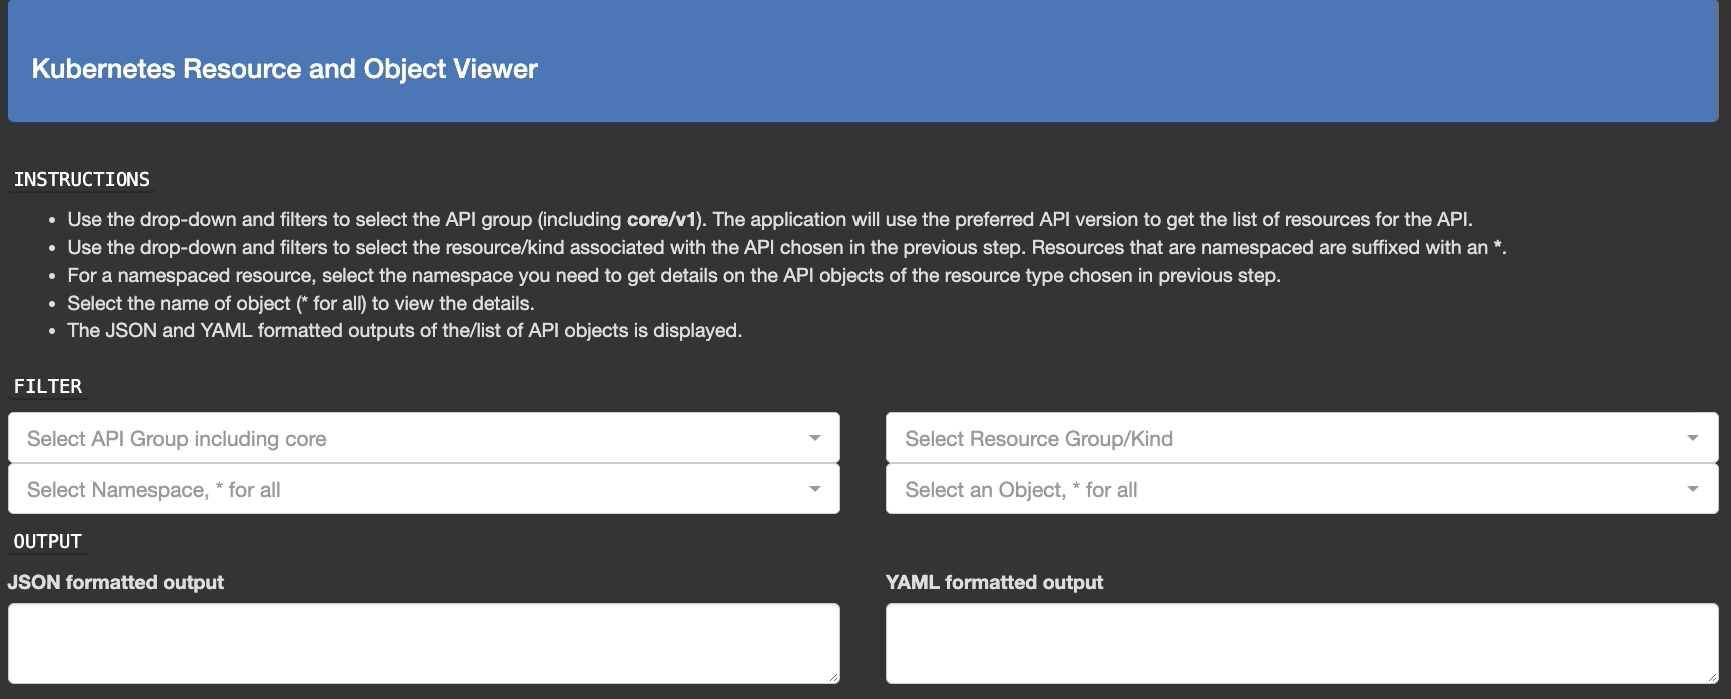 Kubernetes Resource and Object Viewer
INSTRUCTIONS
• Use the drop-down and filters to select the API group (including core/v1). The application will use the preferred API version to get the list of resources for the API.
• Use the drop-down and filters to select the resource/kind associated with the API chosen in the previous step. Resources that are namespaced are suffixed with an *.
• For a namespaced resource, select the namespace you need to get details on the API objects of the resource type chosen in previous step.
• Select the name of object (* for all) to view the details.
• The JSON and YAML formatted outputs of the/list of API objects is displayed.
FILTER
Select API Group including core
Select Resource Group/Kind
Select Namespace, * for all
Select an Object, * for all
OUTPUT
JSON formatted output
YAML formatted output